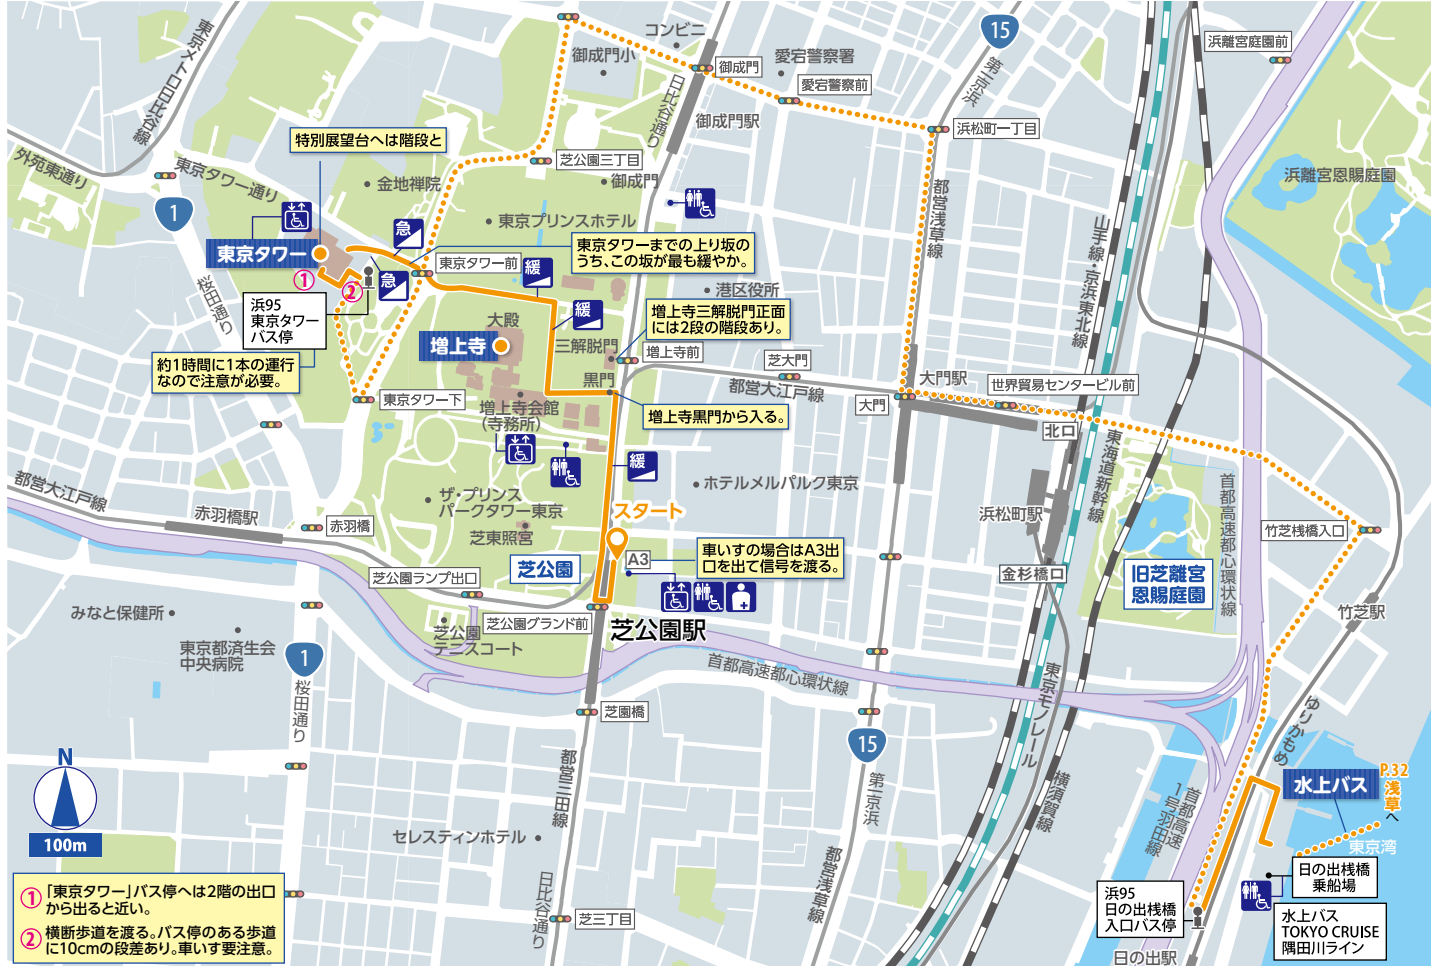 コンビニ
15
東京メトロ日比谷線
御成門小
日比谷通り
御成門
愛宕警察署
愛宕警察前
第一京浜
浜離宮庭園前
御成門駅
浜松町一丁目
特別展望台へは階段と
外苑東通り
東京タワー通り
芝公園三丁目
金地禅院
御成門
都営浅草線
浜離宮恩賜庭園
1
東京プリンスホテル
急
山手線・京浜東北線
東京タワー
東京タワーまでの上り坂の
うち、この坂が最も緩やか。
東京タワー前
緩
急
①
②
桜田通り
浜95
東京タワー
バス停
港区役所
緩
大殿
増上寺三解脱門正面
には2段の階段あり。
増上寺
三解脱門
増上寺前
芝大門
約1時間に1本の運行
なので注意が必要。
黒門
都営大江戸線
大門駅
世界貿易センタービル前
東京タワー下
増上寺会館
(寺務所)
増上寺黒門から入る。
大門
北口
東海道新幹線
緩
首都高速都心環状線
都営大江戸線
赤羽橋駅
赤羽橋
ザ・プリンス
パークタワー東京
ホテルメルパルク東京
スタート
浜松町駅
竹芝桟橋入口
芝東照宮
芝公園
A3
車いすの場合はA3出
口を出て信号を渡る。
芝公園ランプ出口
金杉橋口
旧芝離宮
恩賜庭園
みなと保健所
芝公園グランド前
芝公園駅
竹芝駅
東京都済生会
中央病院
芝公園
テニスコート
1
桜田通り
首都高速都心環状線
東京モノレール
芝園橋
15
ゆりかもめ
N
100m
都営三田線
第一京浜
横須賀線
首都高速
1号羽田線
水上バス
P.32
浅草へ
セレスティンホテル
東京湾
都営浅草線
日比谷通り
日の出桟橋
乗船場
①「東京タワー」バス停へは2階の出口
から出ると近い。
②横断歩道を渡る。バス停のある歩道
に10cmの段差あり。車いす要注意。
芝三丁目
浜95
日の出桟橋
入口バス停
水上バス
TOKYO CRUISE
隅田川ライン
日の出駅